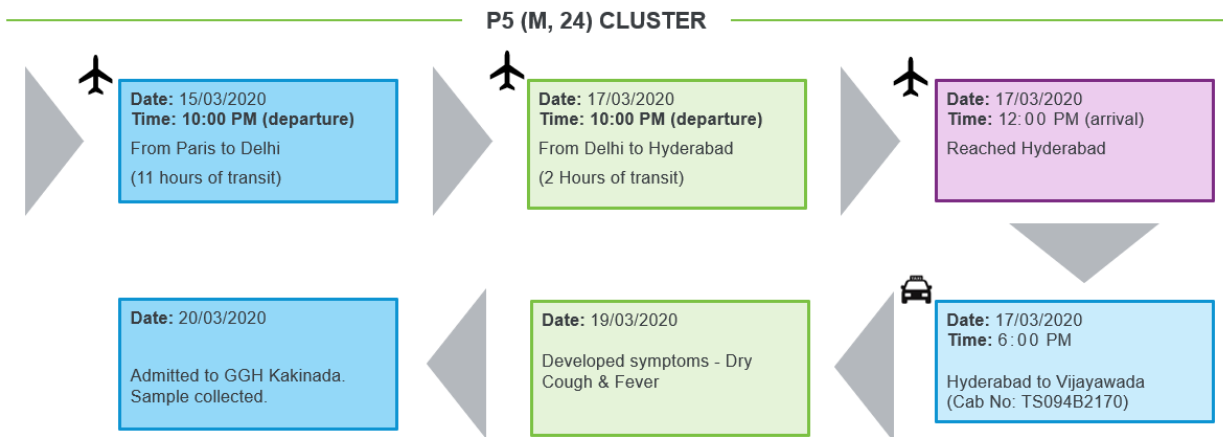 P5 (M, 24) CLUSTER
Date: 15/03/2020
Time: 10:00 PM (departure)
From Paris to Delhi
(11 hours of transit)
Date: 17/03/2020
Time: 10:00 PM (departure)
From Delhi to Hyderabad
(2 Hours of transit)
Date: 17/03/2020
Time: 12:00 PM (arrival)
Reached Hyderabad
Date: 17/03/2020
Time: 6:00 PM
Hyderabad to Vijayawada
(Cab No: TS094B2170)
Date: 19/03/2020
Developed symptoms - Dry
Cough & Fever
Date: 20/03/2020
Admitted to GGH Kakinada.
Sample collected.